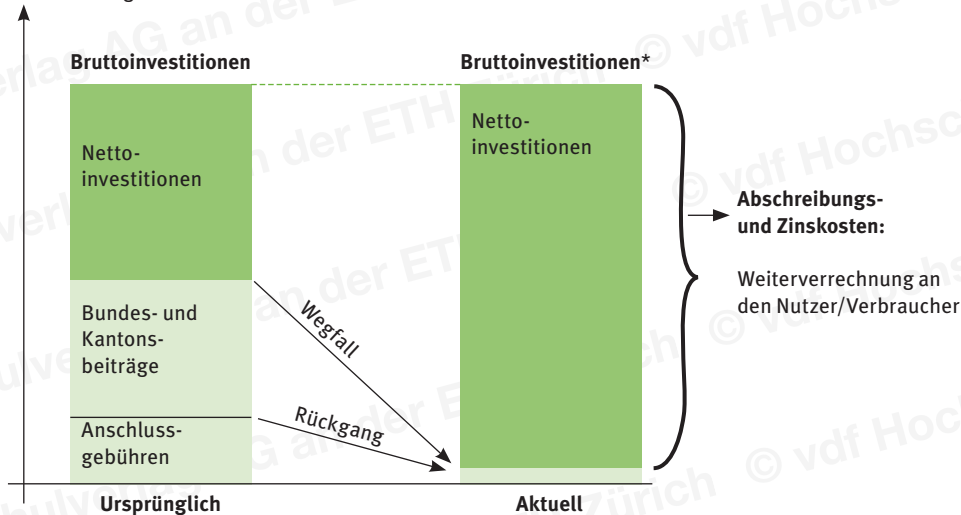 Bruttoinvestitionen
Bruttoinvestitionen*
Netto-
investitionen
Netto-
investitionen
Abschreibungs-
und Zinskosten:
Weiterverrechnung an
den Nutzer/Verbraucher
Bundes- und
Kantons-
beiträge
Wegfall
Rückgang
Anschluss-
gebühren
Ursprünglich
Aktuell